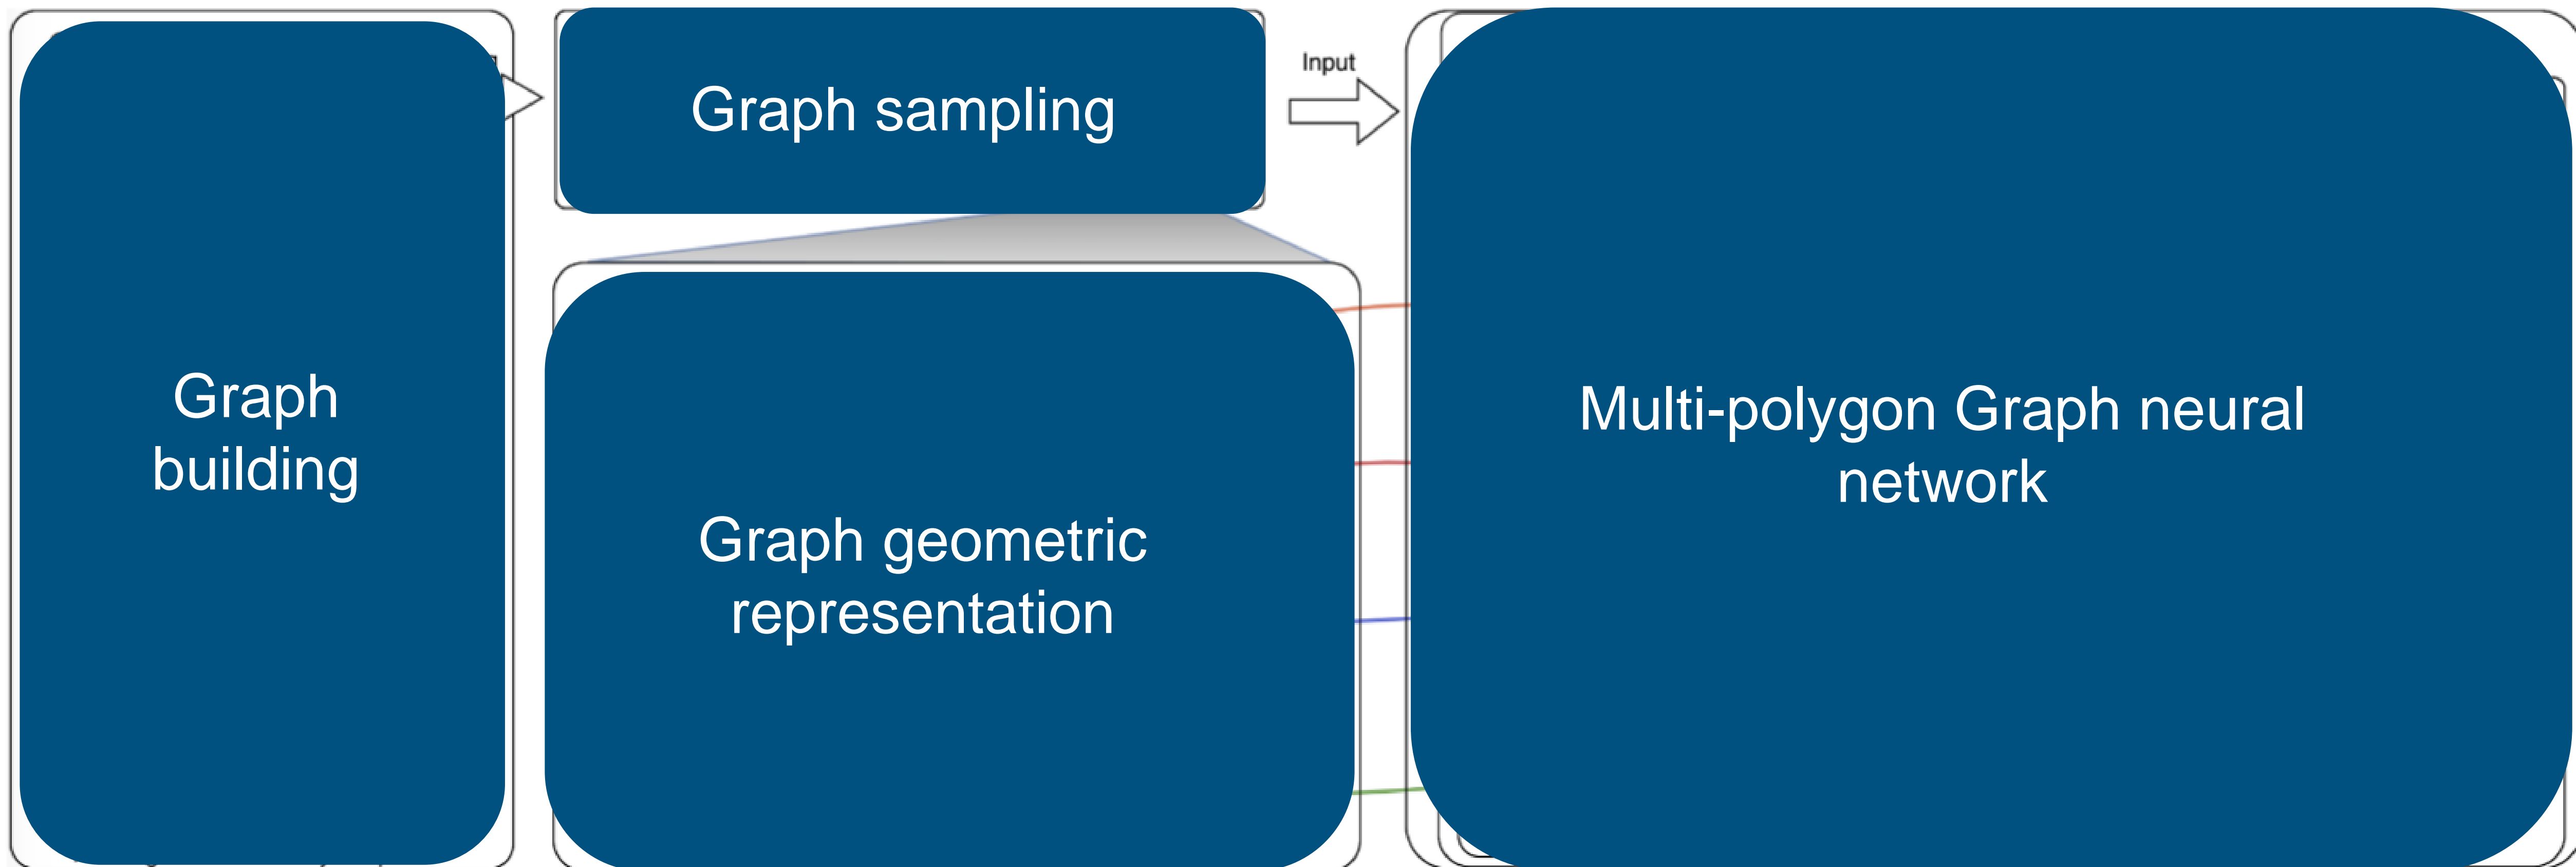 Graph
building
Graph sampling
Input
Graph geometric
representation
Multi-polygon Graph neural
network